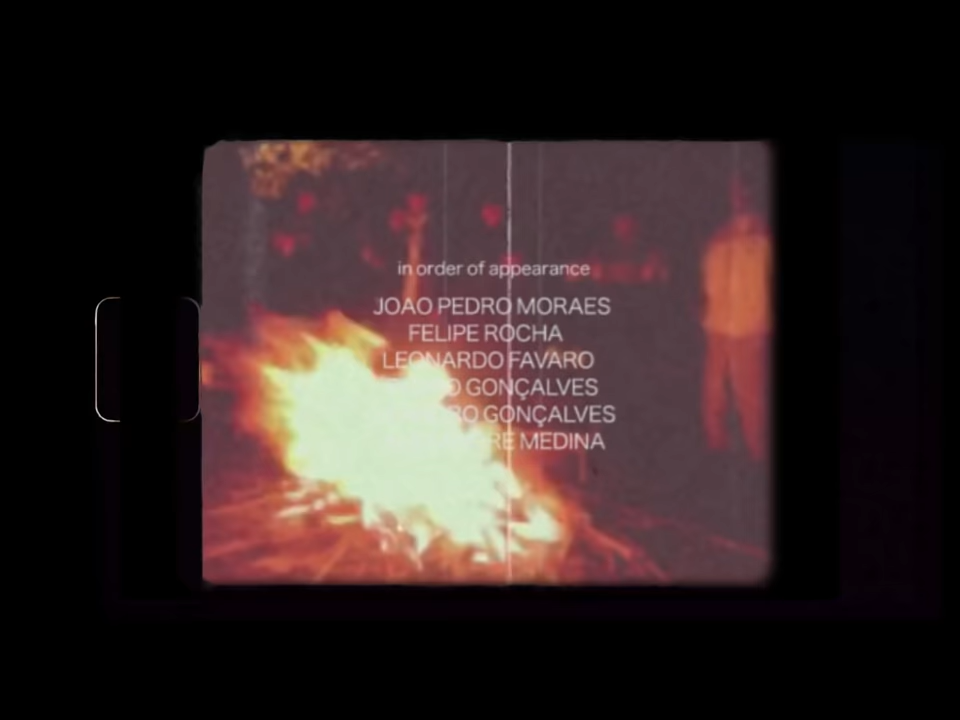 in order of appearance
JOAO PEDRO MORAES
FELIPE ROCHA
LEONARDO FAVARO
GONÇALVES
GONÇALVES
MEDINA